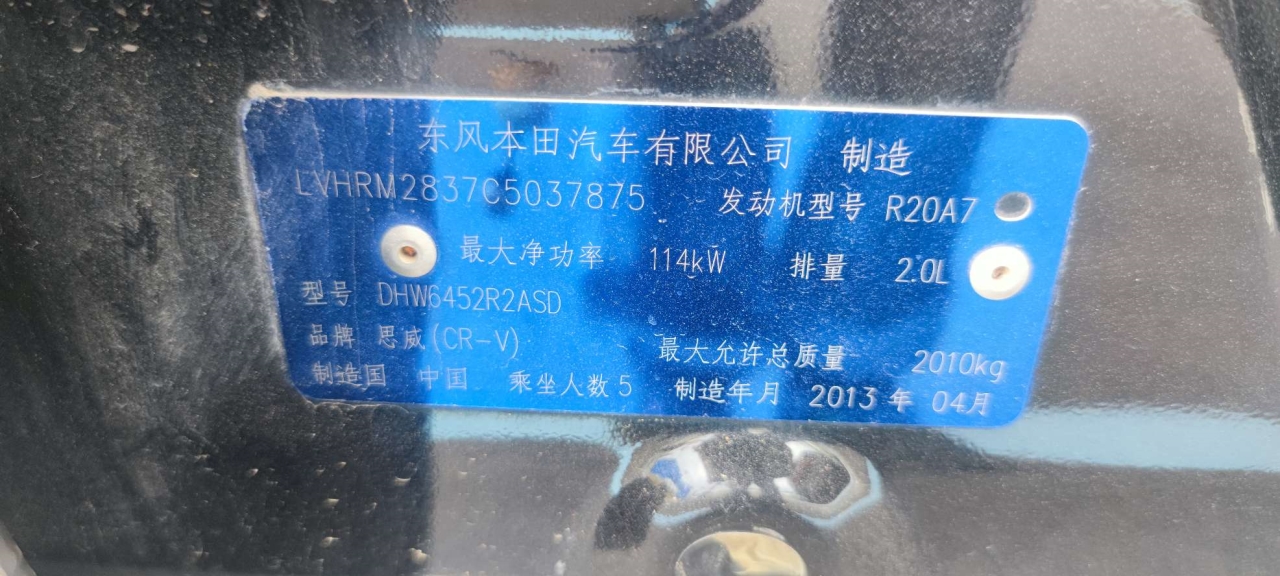 东风本田汽车有限公司 制造
LVHRM2837C5037875 发动机型号 R20A7
最大净功率 114kW 排量 2.0L
型号 DHW6452R2ASD
品牌 思威(CR-V) 最大允许总质量 2010kg
制造国 中国 乘坐人数 5 制造年月 2013 年 04月